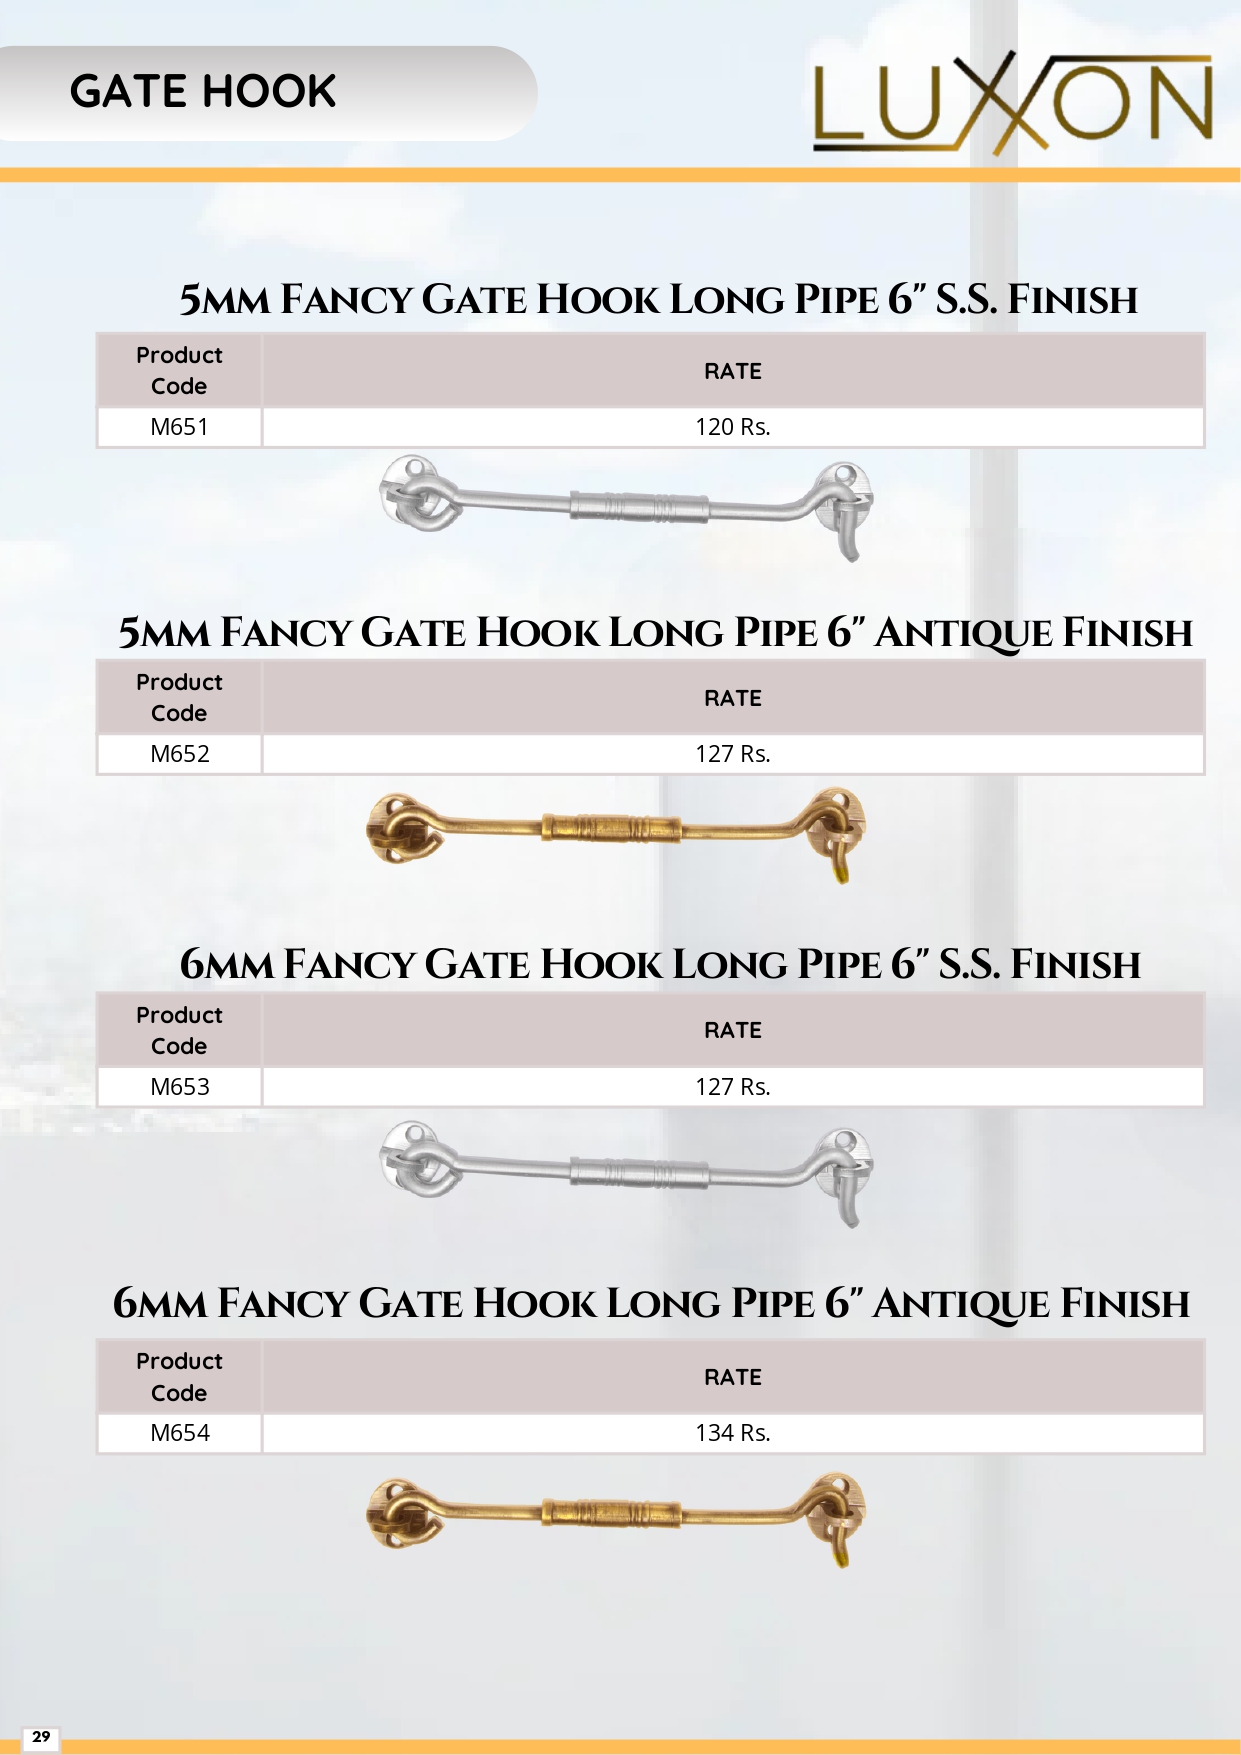 GATE HOOK
LUXXON
5MM FANCY GATE HOOK LONG PIPE 6" S.S. FINISH
Product
Code
RATE
M651
120 Rs.
5MM FANCY GATE HOOK LONG PIPE 6" ANTIQUE FINISH
Product
Code
RATE
M652
127 Rs.
6MM FANCY GATE HOOK LONG PIPE 6" S.S. FINISH
Product
Code
RATE
M653
127 Rs.
6MM FANCY GATE HOOK LONG PIPE 6" ANTIQUE FINISH
Product
Code
RATE
M654
134 Rs.
29